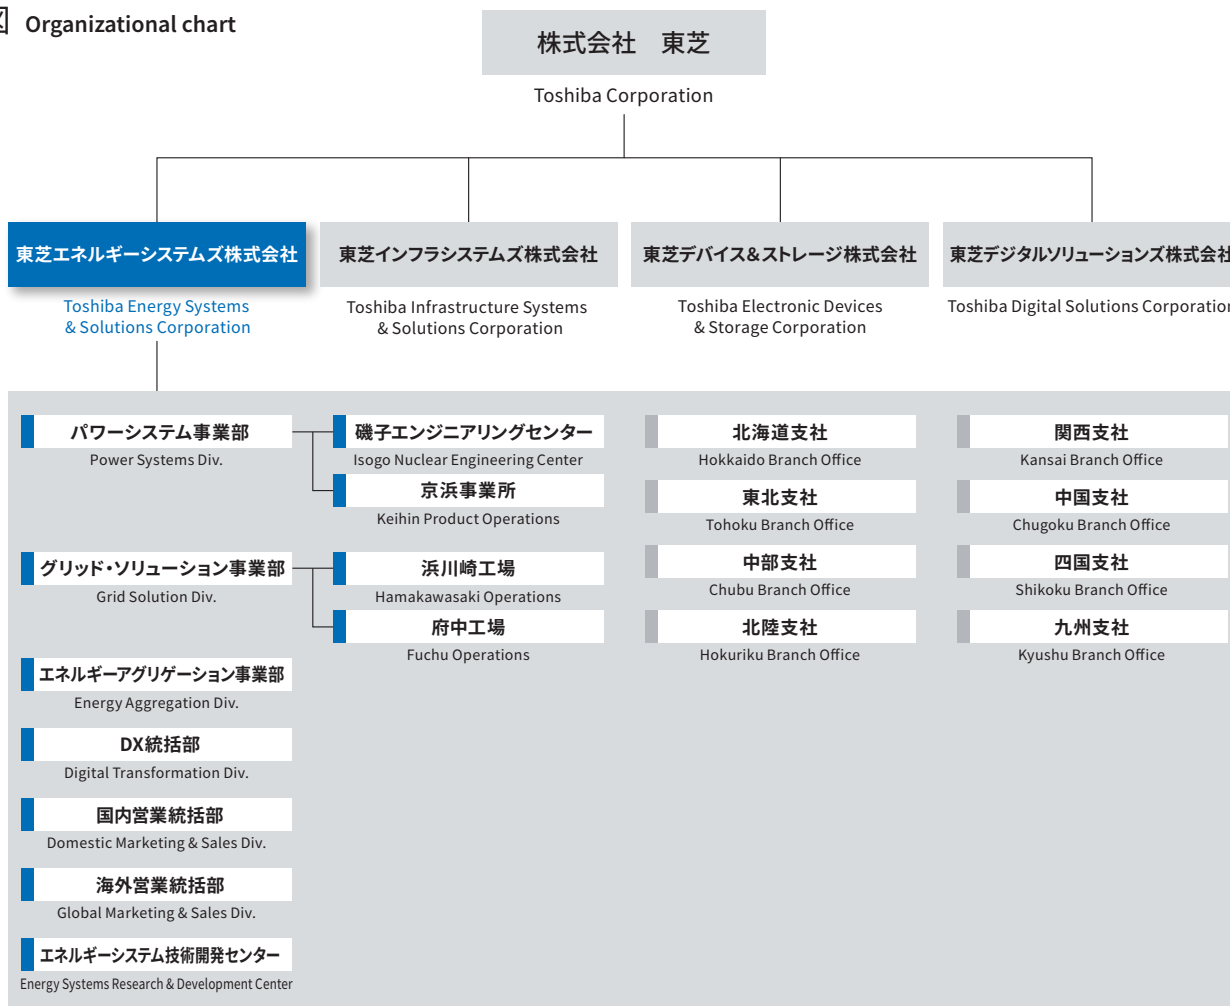 Organizational chart
株式会社　東芝
Toshiba Corporation
東芝エネルギーシステムズ株式会社
Toshiba Energy Systems
& Solutions Corporation
東芝インフラシステムズ株式会社
Toshiba Infrastructure Systems
& Solutions Corporation
東芝デバイス&ストレージ株式会社
Toshiba Electronic Devices
& Storage Corporation
東芝デジタルソリューションズ株式会社
Toshiba Digital Solutions Corporation
パワーシステム事業部
Power Systems Div.
磯子エンジニアリングセンター
Isogo Nuclear Engineering Center
京浜事業所
Keihin Product Operations
グリッド・ソリューション事業部
Grid Solution Div.
浜川崎工場
Hamakawasaki Operations
府中工場
Fuchu Operations
エネルギーアグリゲーション事業部
Energy Aggregation Div.
DX統括部
Digital Transformation Div.
国内営業統括部
Domestic Marketing & Sales Div.
海外営業統括部
Global Marketing & Sales Div.
エネルギーシステム技術開発センター
Energy Systems Research & Development Center
北海道支社
Hokkaido Branch Office
東北支社
Tohoku Branch Office
中部支社
Chubu Branch Office
北陸支社
Hokuriku Branch Office
関西支社
Kansai Branch Office
中国支社
Chugoku Branch Office
四国支社
Shikoku Branch Office
九州支社
Kyushu Branch Office